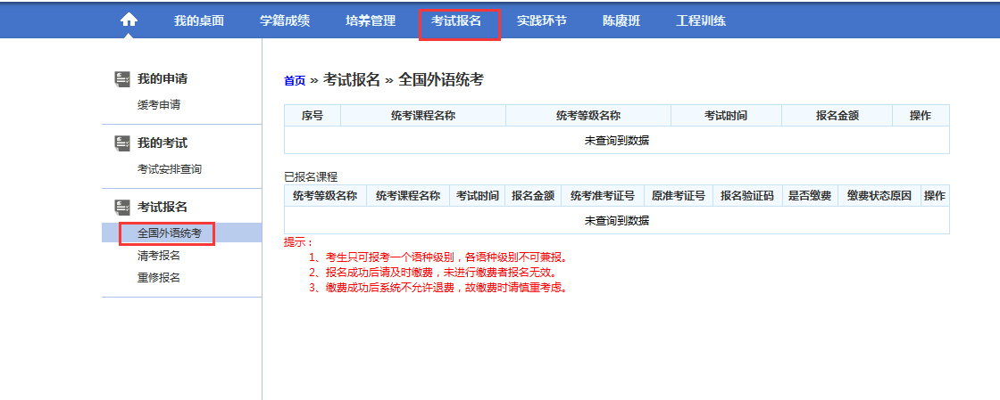 我的桌面 学籍成绩 培养管理 考试报名 实践环节 陈赓班 工程训练
我的申请
缓考申请
我的考试
考试安排查询
考试报名
全国外语统考
清考报名
重修报名
首页 » 考试报名 » 全国外语统考
序号 统考课程名称 统考等级名称 考试时间 报名金额 操作
未查询到数据
已报名课程
统考等级名称 统考课程名称 考试时间 报名金额 统考准考证号 原准考证号 报名验证码 是否缴费 缴费状态原因 操作
未查询到数据
提示：
1、考生只可报考一个语种级别，各语种级别不可兼报。
2、报名成功后请及时缴费，未进行缴费者报名无效。
3、缴费成功后系统不允许退费，故缴费时请慎重考虑。